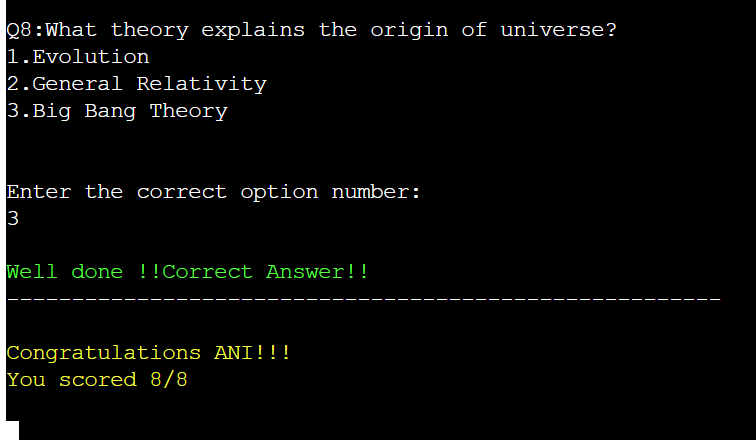 Q8:What theory explains the origin of universe?
1.Evolution
2.General Relativity
3.Big Bang Theory
Enter the correct option number:
3
Well done !!Correct Answer!!
-------------------------------------------------------
Congratulations ANI!!!
You scored 8/8